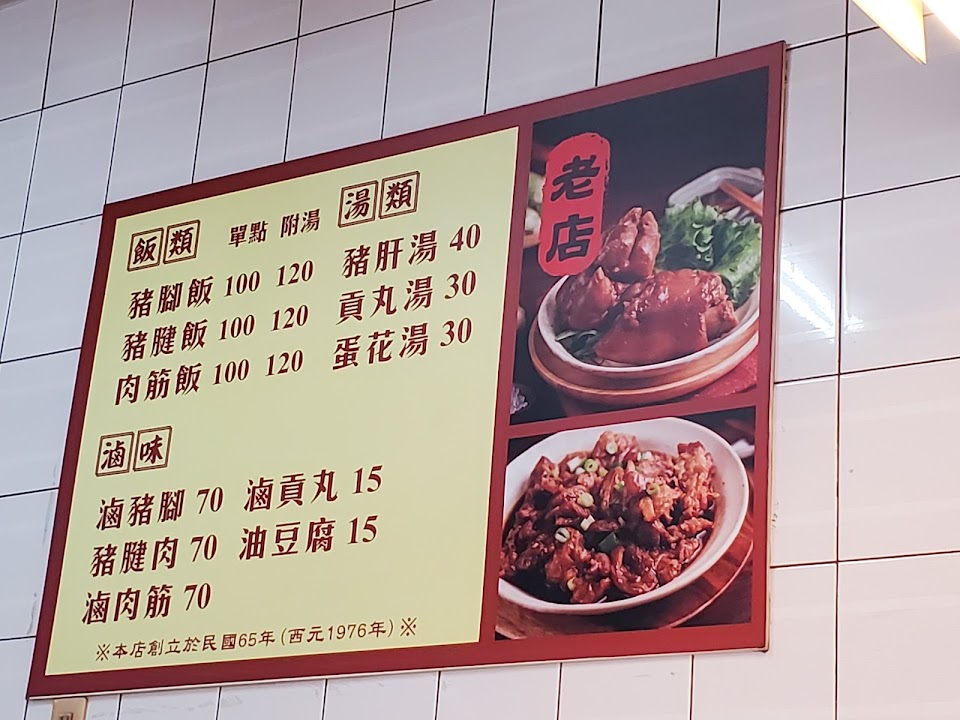 飯類 單點 附湯
豬腳飯 100 120
豬腱飯 100 120
肉筋飯 100 120
湯類
豬肝湯 40
貢丸湯 30
蛋花湯 30
滷味
滷豬腳 70 滷貢丸 15
豬腱肉 70 油豆腐 15
滷肉筋 70
※本店創立於民國65年(西元1976年)※
老店